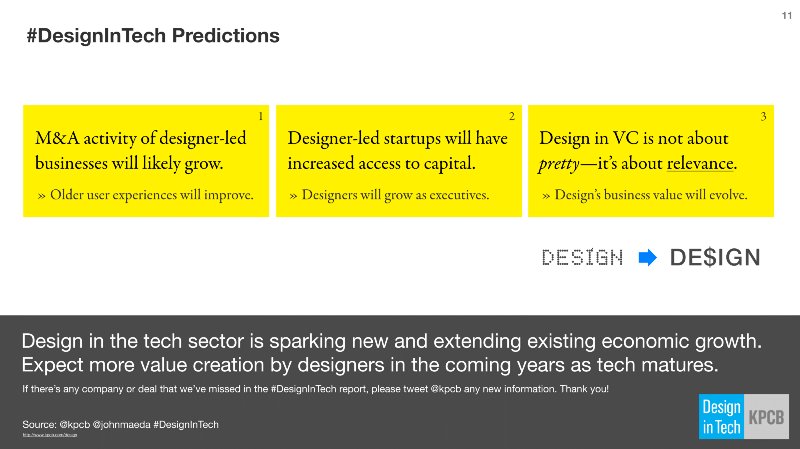 11
#DesignInTech Predictions
1
M&A activity of designer-led
businesses will likely grow.
» Older user experiences will improve.
2
Designer-led startups will have
increased access to capital.
» Designers will grow as executives.
3
Design in VC is not about
pretty—it’s about relevance.
» Design’s business value will evolve.
DESIGN DE$IGN
Design in the tech sector is sparking new and extending existing economic growth.
Expect more value creation by designers in the coming years as tech matures.
If there’s any company or deal that we’ve missed in the #DesignInTech report, please tweet @kpcb any new information. Thank you!
Source: @kpcb @johnmaeda #DesignInTech
http://www.kpcb.com/design
Design
in Tech
KPCB